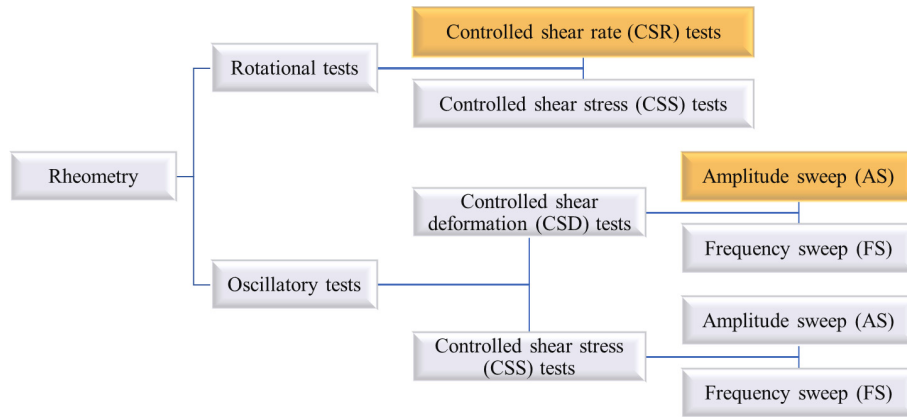 Controlled shear rate (CSR) tests
Rotational tests
Controlled shear stress (CSS) tests
Rheometry
Amplitude sweep (AS)
Controlled shear
deformation (CSD) tests
Frequency sweep (FS)
Oscillatory tests
Amplitude sweep (AS)
Controlled shear stress
(CSS) tests
Frequency sweep (FS)